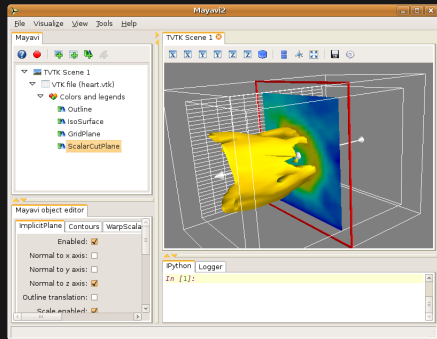 Mayavi2
File Visualize View Tools Help
Mayavi
TVTK Scene 1
VTK file (heart.vtk)
Colors and legends
Outline
IsoSurface
GridPlane
ScalarCutPlane
Mayavi object editor
ImplicitPlane Contours WarpScala
Enabled:
Normal to x axis:
Normal to y axis:
Normal to z axis:
Outline translation:
Scale enabled:
TVTK Scene 1
X X Y Y Z Z
IPython Logger
In [1]: